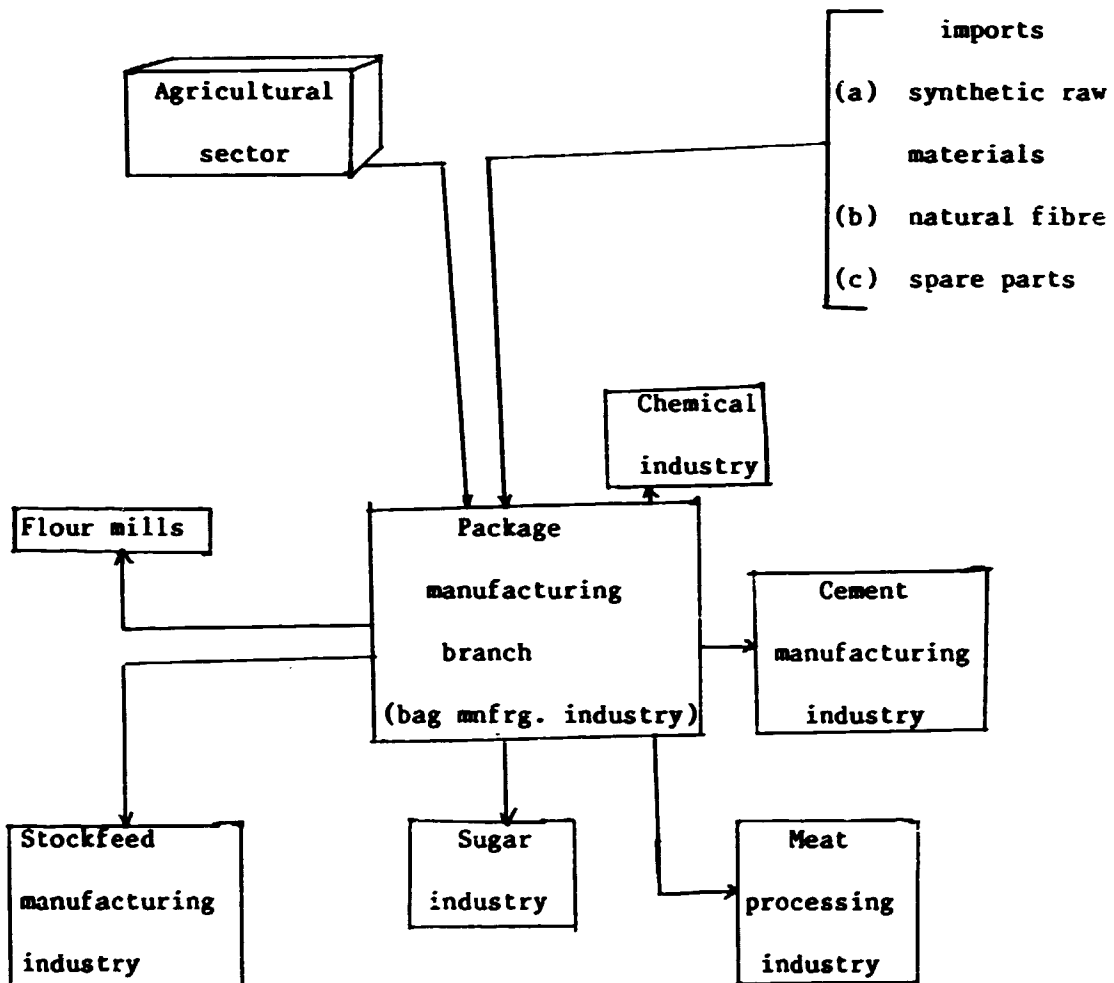 Agricultural
sector
imports
(a) synthetic raw
materials
(b) natural fibre
(c) spare parts
Chemical
industry
Flour mills
Package
manufacturing
branch
(bag mnfrg. industry)
Cement
manufacturing
industry
Stockfeed
manufacturing
industry
Sugar
industry
Meat
processing
industry